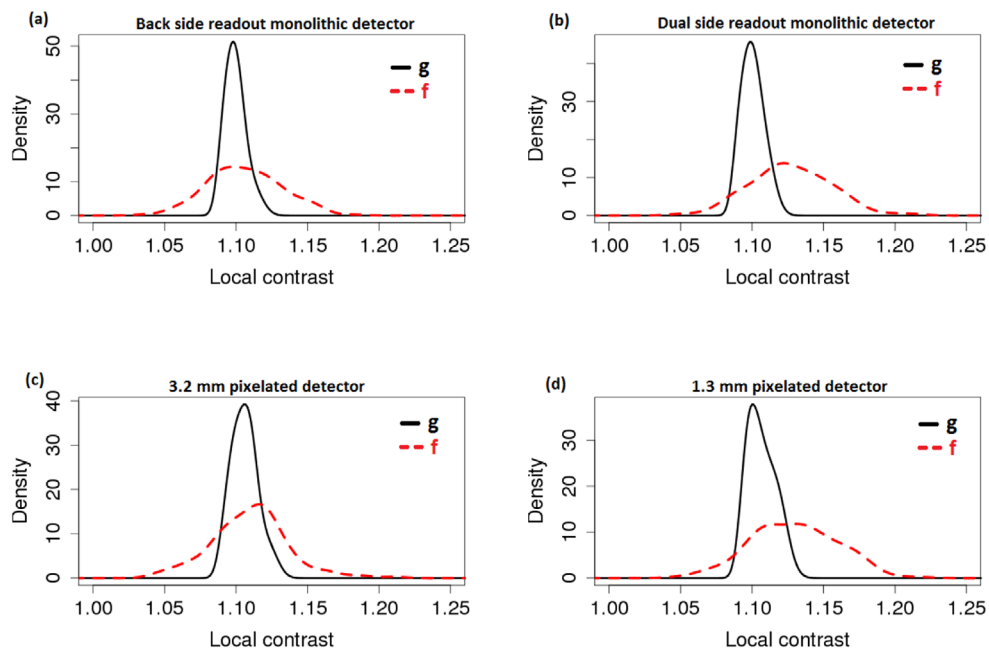 (a)
Back side readout monolithic detector
g
f
Density
50
30
10
0
1.00 1.05 1.10 1.15 1.20 1.25
Local contrast
(b)
Dual side readout monolithic detector
g
f
Density
30
10
0
1.00 1.05 1.10 1.15 1.20 1.25
Local contrast
(c)
3.2 mm pixelated detector
g
f
Density
40
30
20
10
0
1.00 1.05 1.10 1.15 1.20 1.25
Local contrast
(d)
1.3 mm pixelated detector
g
f
Density
30
20
10
0
1.00 1.05 1.10 1.15 1.20 1.25
Local contrast